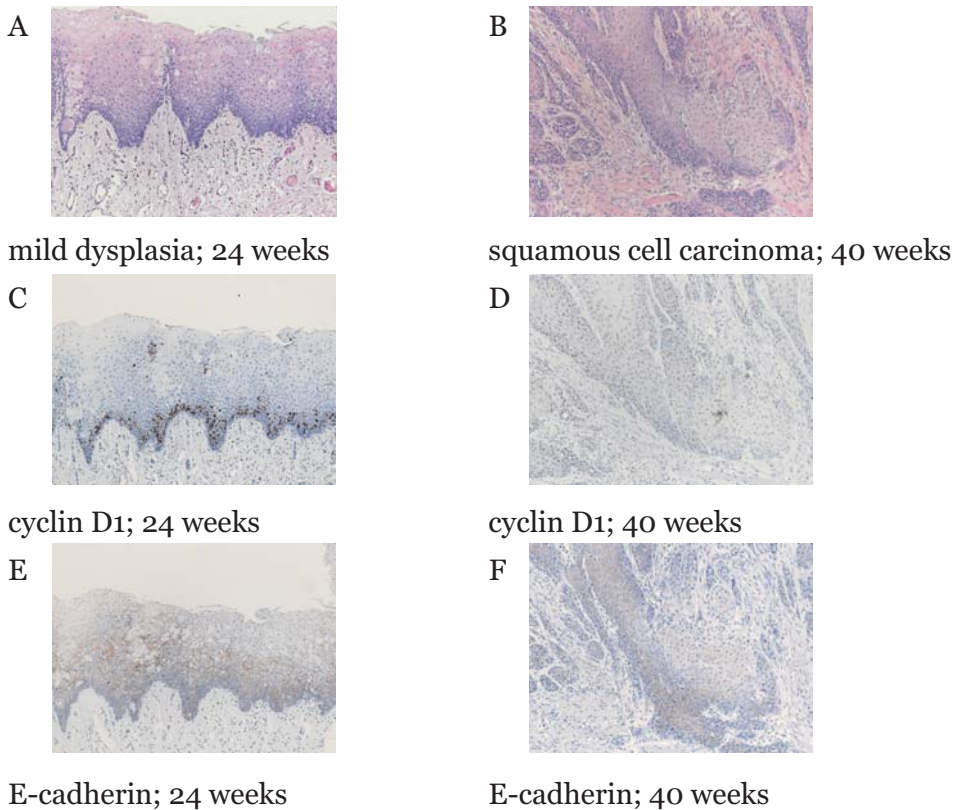 A
B
mild dysplasia; 24 weeks
squamous cell carcinoma; 40 weeks
C
D
cyclin D1; 24 weeks
cyclin D1; 40 weeks
E
F
E-cadherin; 24 weeks
E-cadherin; 40 weeks